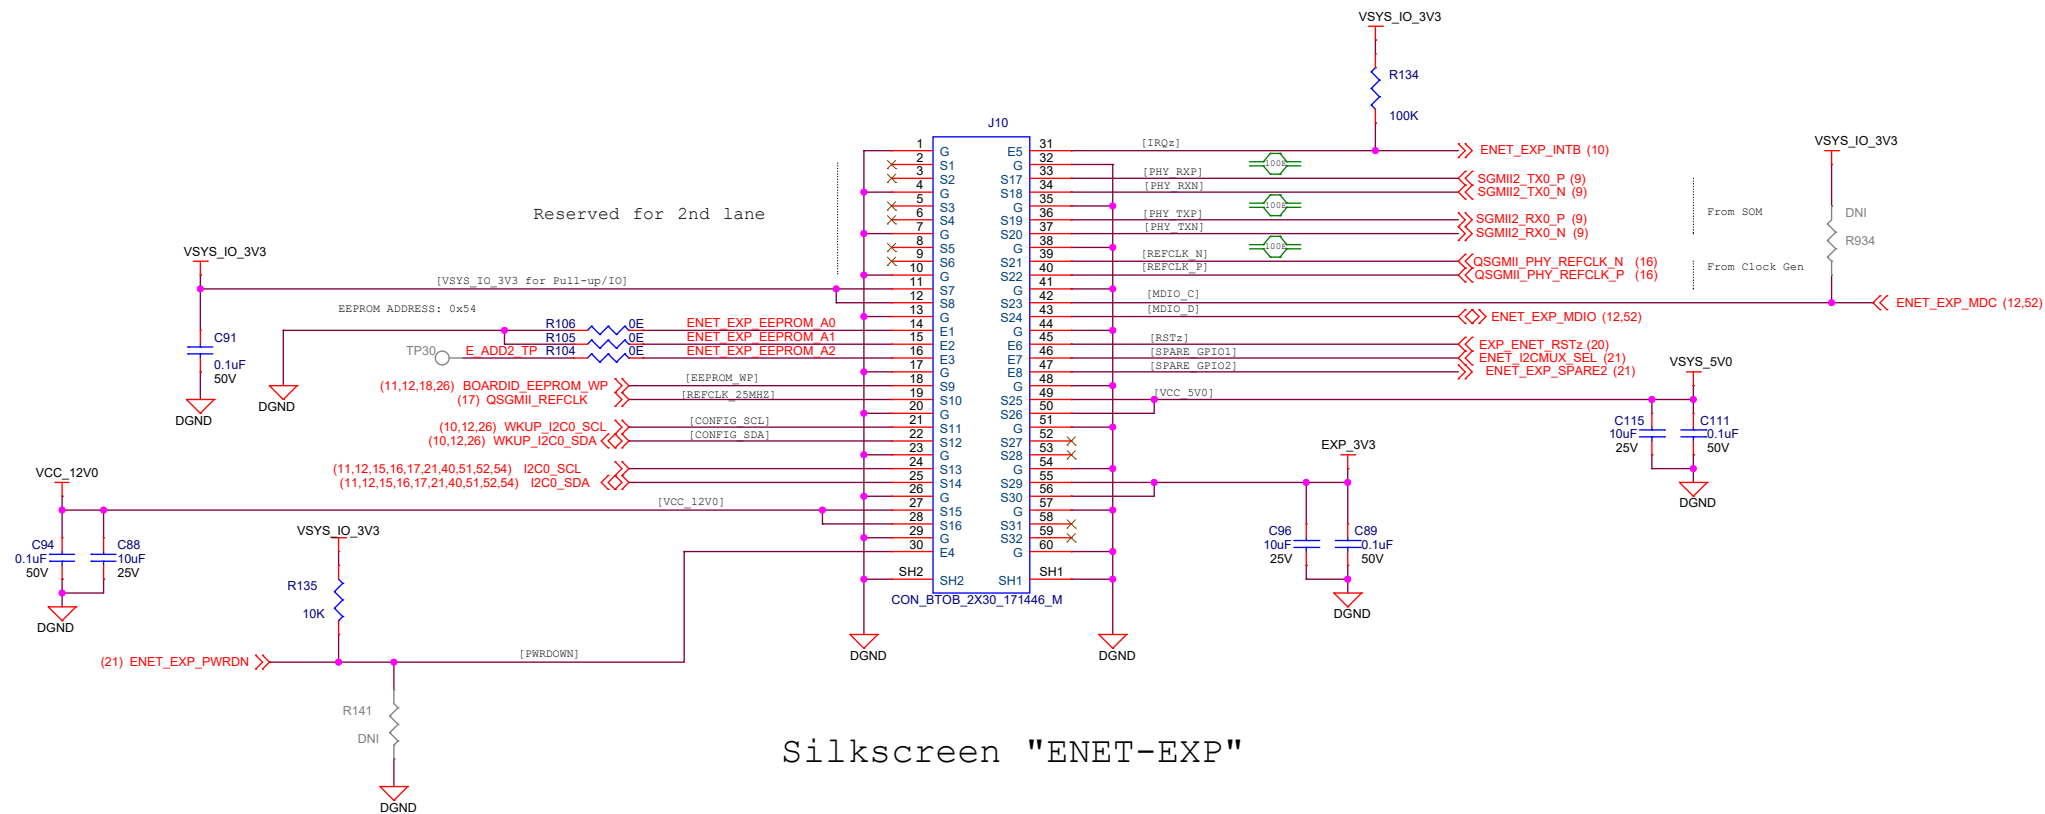 VSYS_IO_3V3
R134
100K
J10
VSYS_IO_3V3
DNI
R934
1 G
2 S1
3 S2
4 G
5 S3
6 S4
7 G
8 S5
9 S6
10 G
11 S7
12 S8
13 G
14 E1
15 E2
16 E3
17 G
18 S9
19 S10
20 G
21 S11
22 S12
23 G
24 S13
25 S14
26 G
27 S15
28 S16
29 G
30 E4
SH2 SH2
E5 31
G 32
S17 33
S18 34
G 35
S19 36
S20 37
G 38
S21 39
S22 40
G 41
S23 42
S24 43
G 44
E6 45
E7 46
E8 47
G 48
S25 49
S26 50
G 51
S27 52
S28 53
G 54
S29 55
S30 56
G 57
S31 58
S32 59
G 60
SH1 SH1
CON_BTOB_2X30_171446_M
[IRQz] ENET_EXP_INTB (10)
100E
[PHY_RXP] SGMII2_TX0_P (9)
[PHY_RXN] SGMII2_TX0_N (9)
100E
[PHY_TXP] SGMII2_RX0_P (9)
[PHY_TXN] SGMII2_RX0_N (9)
From SOM
100E
[REFCLK_N] QSGMII_PHY_REFCLK_N (16)
[REFCLK_P] QSGMII_PHY_REFCLK_P (16)
From Clock Gen
[MDIO_C] ENET_EXP_MDC (12,52)
[MDIO_D] ENET_EXP_MDIO (12,52)
[RSTz] EXP_ENET_RSTz (20)
[SPARE_GPIO1] ENET_I2CMUX_SEL (21)
[SPARE_GPIO2] ENET_EXP_SPARE2 (21)
[VCC_5V0]
VSYS_5V0
C115
10uF
25V
C111
0.1uF
50V
DGND
EXP_3V3
C96
10uF
25V
C89
0.1uF
50V
DGND
DGND
DGND
Reserved for 2nd lane
VSYS_IO_3V3
[VSYS_IO_3V3 for Pull-up/IO]
C91
0.1uF
50V
DGND
EEPROM ADDRESS: 0x54
R106 0E ENET_EXP_EEPROM_A0
R105 0E ENET_EXP_EEPROM_A1
TP30 E_ADD2_TP R104 0E ENET_EXP_EEPROM_A2
DGND
(11,12,18,26) BOARDID_EEPROM_WP [EEPROM_WP]
(17) QSGMII_REFCLK [REFCLK_25MHZ]
(10,12,26) WKUP_I2C0_SCL [CONFIG_SCL]
(10,12,26) WKUP_I2C0_SDA [CONFIG_SDA]
(11,12,15,16,17,21,40,51,52,54) I2C0_SCL
(11,12,15,16,17,21,40,51,52,54) I2C0_SDA
VCC_12V0
[VCC_12V0]
C94
0.1uF
50V
C88
10uF
25V
DGND
VSYS_IO_3V3
R135
10K
(21) ENET_EXP_PWRDN [PWRDOWN]
R141
DNI
DGND
Silkscreen "ENET-EXP"